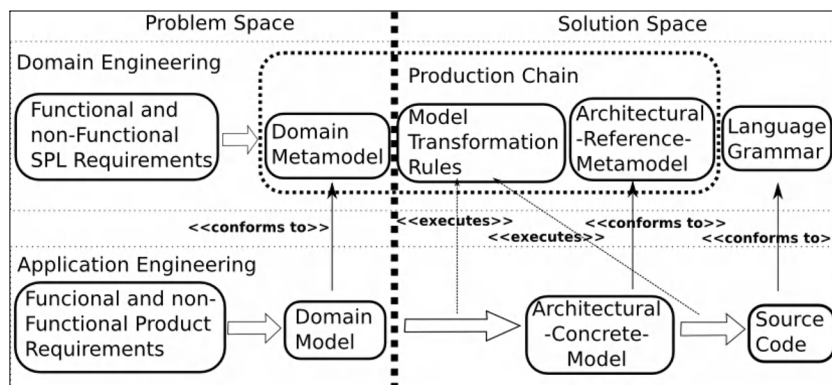 Problem Space
Solution Space
Domain Engineering
Production Chain
Functional and
non-Functional
SPL Requirements
Domain
Metamodel
Model
Transformation
Rules
Architectural
-Reference-
Metamodel
Language
Grammar
<<conforms to>>
<<executes>>
<<executes>>
<<conforms to>>
<<conforms to>
Application Engineering
Funcional and non-
Functional Product
Requirements
Domain
Model
Architectural
-Concrete-
Model
Source
Code